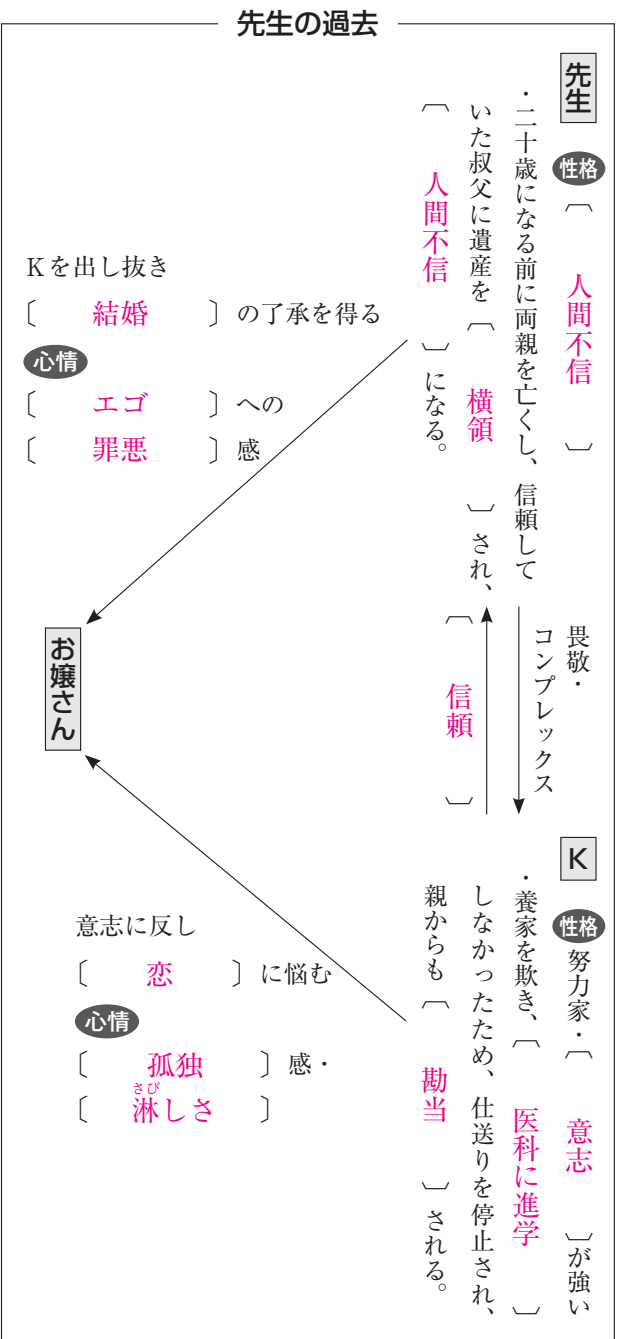 先生の過去
先生
性格〔 人間不信 〕
・二十歳になる前に両親を亡くし、信頼して
いた叔父に遺産を〔 横領 〕され、
〔 人間不信 〕になる。
畏敬・
コンプレックス
〔 信頼 〕
K
性格 努力家・〔 意志 〕が強い
・養家を欺き、〔 医科に進学 〕
しなかったため、仕送りを停止され、
親からも〔 勘当 〕される。
Kを出し抜き
〔 結婚 〕の了承を得る
心情
〔 エゴ 〕への
〔 罪悪 〕感
お嬢さん
意志に反し
〔 恋 〕に悩む
心情
〔 孤独 〕感・
さび
〔 淋しさ 〕